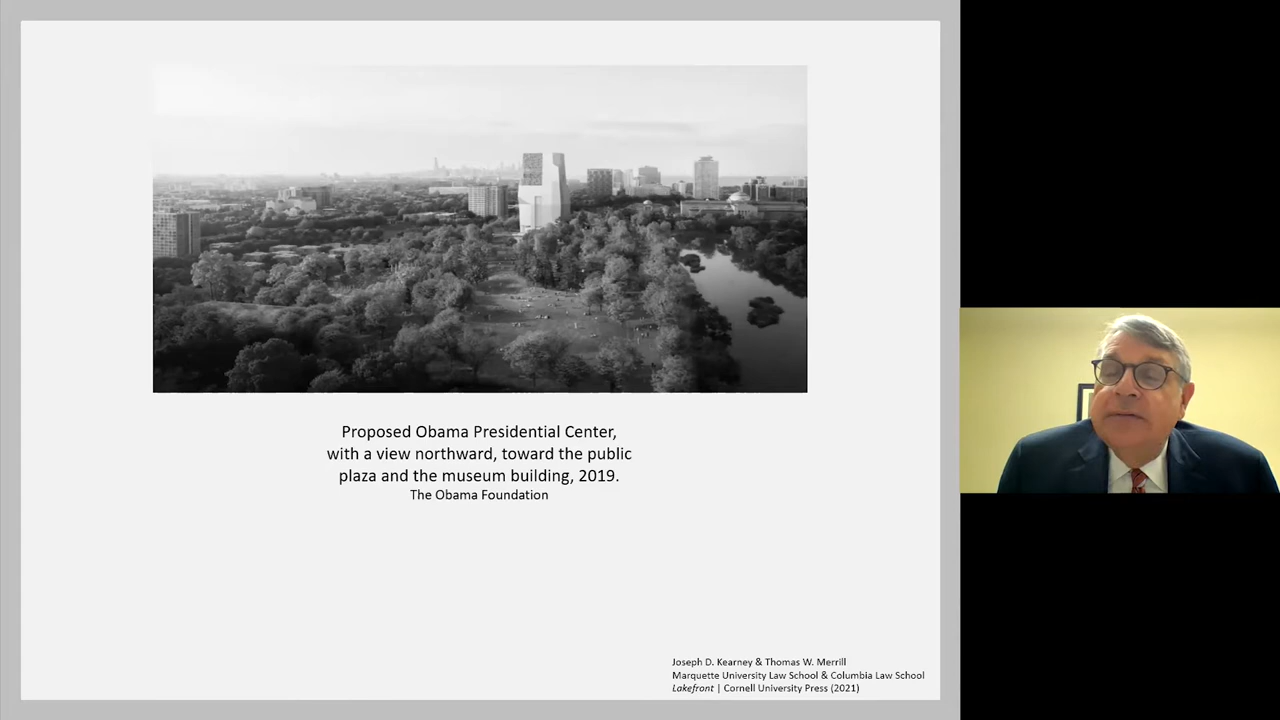 Proposed Obama Presidential Center,
with a view northward, toward the public
plaza and the museum building, 2019.
The Obama Foundation
Joseph D. Kearney & Thomas W. Merrill
Marquette University Law School & Columbia Law School
Lakefront | Cornell University Press (2021)